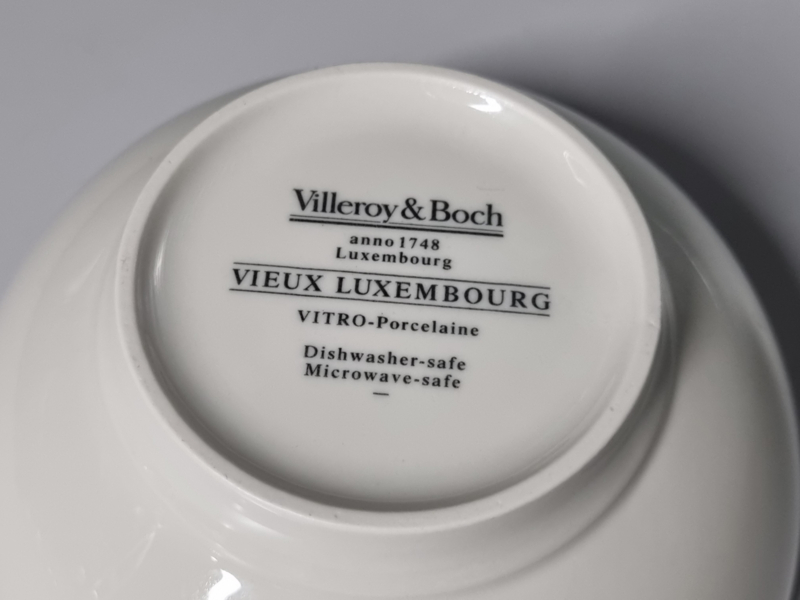 Villeroy & Boch
anno 1748
Luxembourg
VIEUX LUXEMBOURG
VITRO-Porcelaine
Dishwasher-safe
Microwave-safe